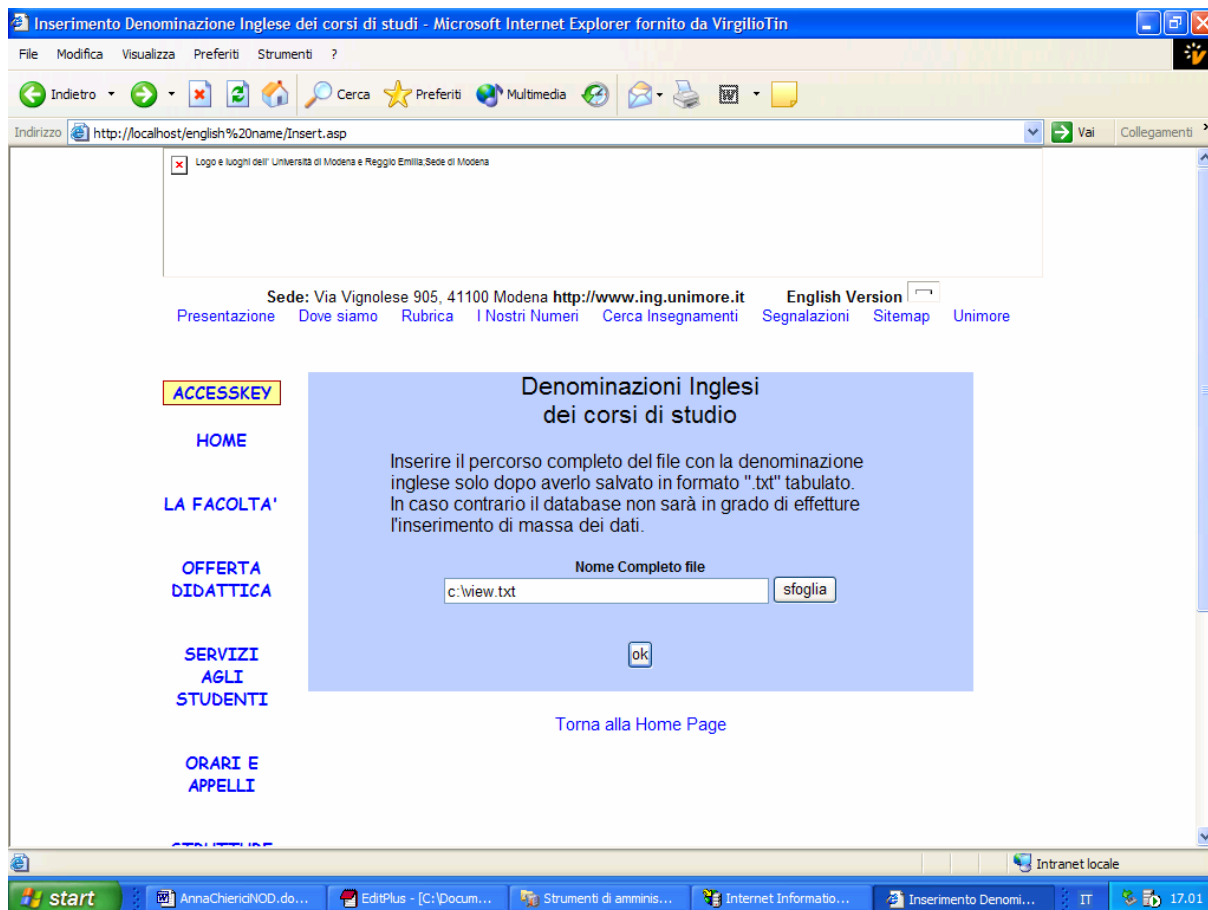 Inserimento Denominazione Inglese dei corsi di studi - Microsoft Internet Explorer fornito da VirgilioTin
File Modifica Visualizza Preferiti Strumenti ?
Indietro Cerca Preferiti Multimedia
Indirizzo http://localhost/english%20name/Insert.asp Vai Collegamenti
Logo e luoghi dell' Università di Modena e Reggio Emilia;Sede di Modena
Sede: Via Vignolese 905, 41100 Modena http://www.ing.unimore.it English Version
Presentazione Dove siamo Rubrica I Nostri Numeri Cerca Insegnamenti Segnalazioni Sitemap Unimore
ACCESSKEY
HOME
LA FACOLTA'
OFFERTA
DIDATTICA
SERVIZI
AGLI
STUDENTI
ORARI E
APPELLI
STRUTTURE
Denominazioni Inglesi
dei corsi di studio
Inserire il percorso completo del file con la denominazione
inglese solo dopo averlo salvato in formato ".txt" tabulato.
In caso contrario il database non sarà in grado di effetture
l'inserimento di massa dei dati.
Nome Completo file
c:\view.txt sfoglia
ok
Torna alla Home Page
Intranet locale
start AnnaChiericiNOD.do... EditPlus - [C:\Docum... Strumenti di amminis... Internet Informatio... Inserimento Denomi... IT 17.01